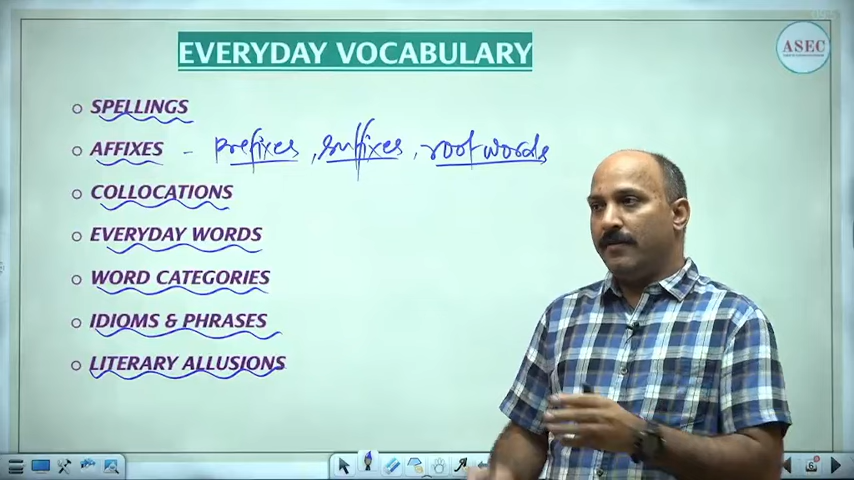 EVERYDAY VOCABULARY
ASEC
SPELLINGS
AFFIXES - prefixes, suffixes, root words
COLLOCATIONS
EVERYDAY WORDS
WORD CATEGORIES
IDIOMS & PHRASES
LITERARY ALLUSIONS